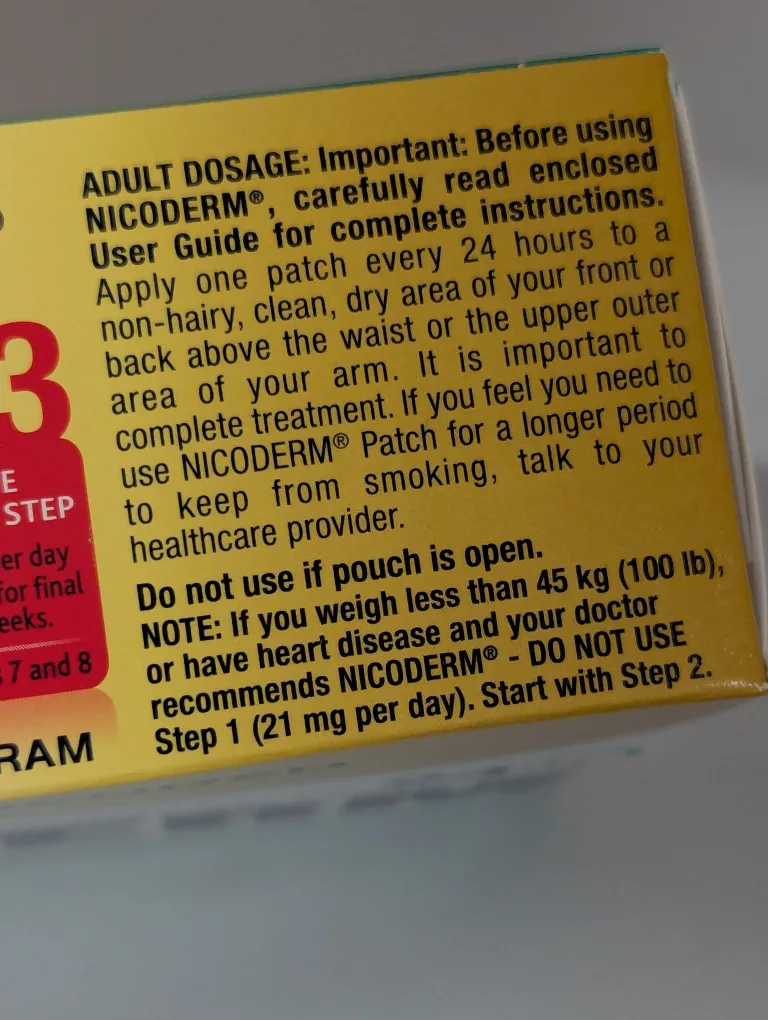 ADULT DOSAGE: Important: Before using
NICODERM®, carefully read enclosed
User Guide for complete instructions.
Apply one patch every 24 hours to a
non-hairy, clean, dry area of your front or
back above the waist or the upper outer
area of your arm. It is important to
complete treatment. If you feel you need to
use NICODERM® Patch for a longer period
to keep from smoking, talk to your
healthcare provider.
Do not use if pouch is open.
NOTE: If you weigh less than 45 kg (100 lb),
or have heart disease and your doctor
recommends NICODERM® - DO NOT USE
Step 1 (21 mg per day). Start with Step 2.
3
E
STEP
er day
for final
eeks.
7 and 8
RAM